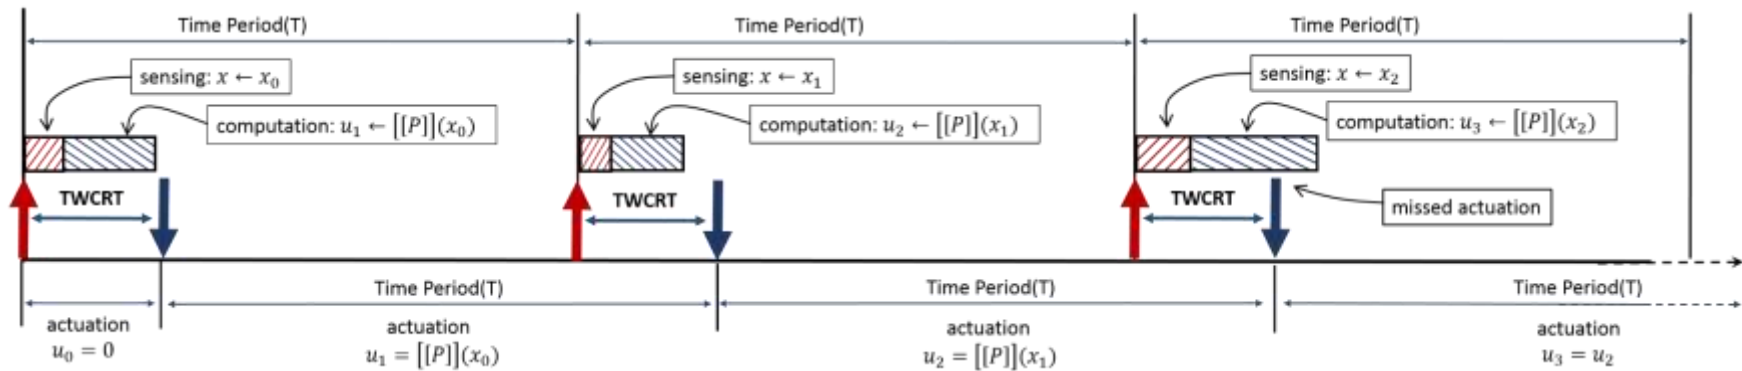 Time Period(T)
Time Period(T)
Time Period(T)
sensing: x ← x₀
sensing: x ← x₁
sensing: x ← x₂
computation: u₁ ← [[P]](x₀)
computation: u₂ ← [[P]](x₁)
computation: u₃ ← [[P]](x₂)
TWCRT
TWCRT
TWCRT
missed actuation
Time Period(T)
Time Period(T)
Time Period(T)
actuation
u₀ = 0
actuation
u₁ = [[P]](x₀)
actuation
u₂ = [[P]](x₁)
actuation
u₃ = u₂